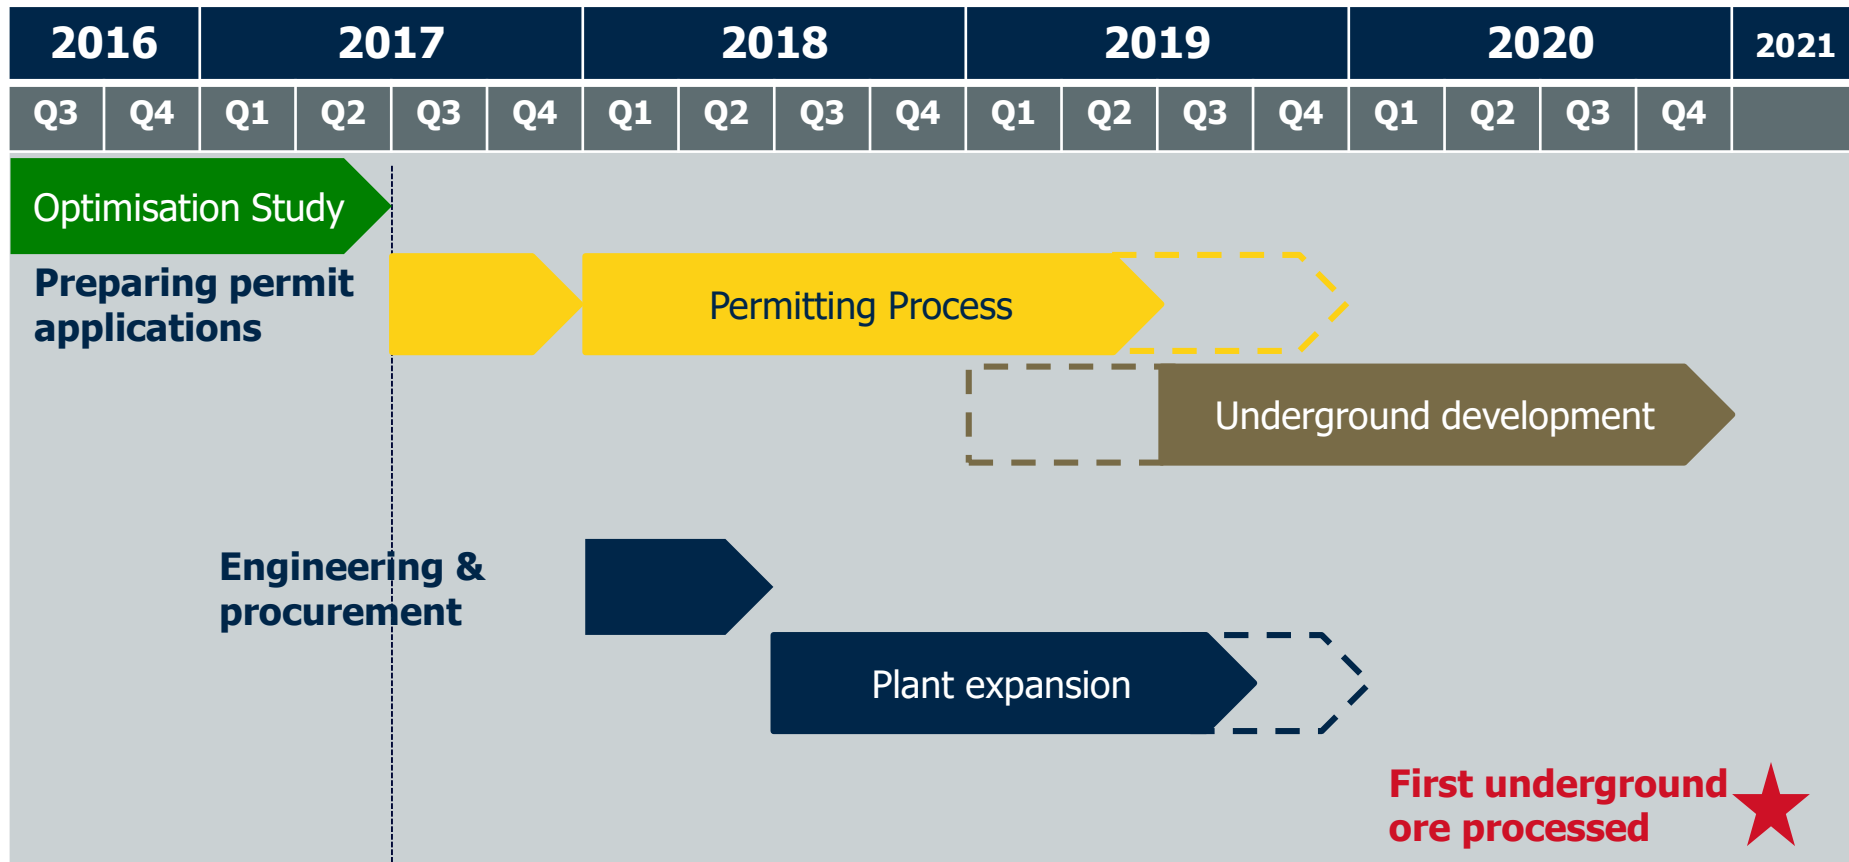 2016 2017 2018 2019 2020 2021
Q3 Q4 Q1 Q2 Q3 Q4 Q1 Q2 Q3 Q4 Q1 Q2 Q3 Q4 Q1 Q2 Q3 Q4
Optimisation Study
Preparing permit
applications
Permitting Process
Underground development
Engineering &
procurement
Plant expansion
First underground
ore processed